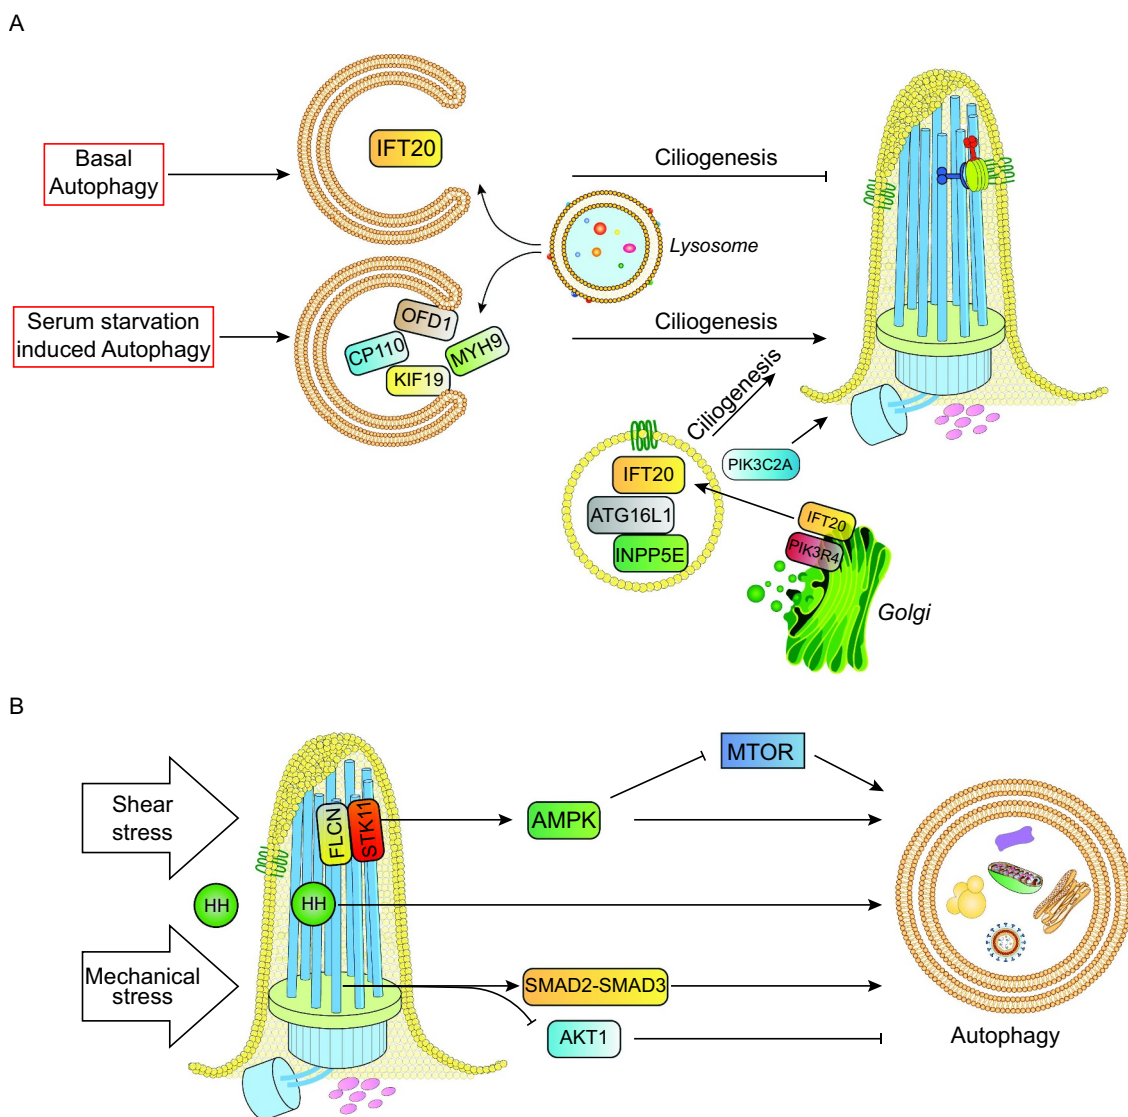 A
Basal
Autophagy
IFT20
Ciliogenesis
Lysosome
Serum starvation
induced Autophagy
OFD1
CP110
MYH9
KIF19
Ciliogenesis
Ciliogenesis
PIK3C2A
IFT20
ATG16L1
INPP5E
IFT20
PIK3R4
Golgi
B
Shear
stress
FLCN
STK11
AMPK
MTOR
HH
HH
Mechanical
stress
SMAD2-SMAD3
AKT1
Autophagy